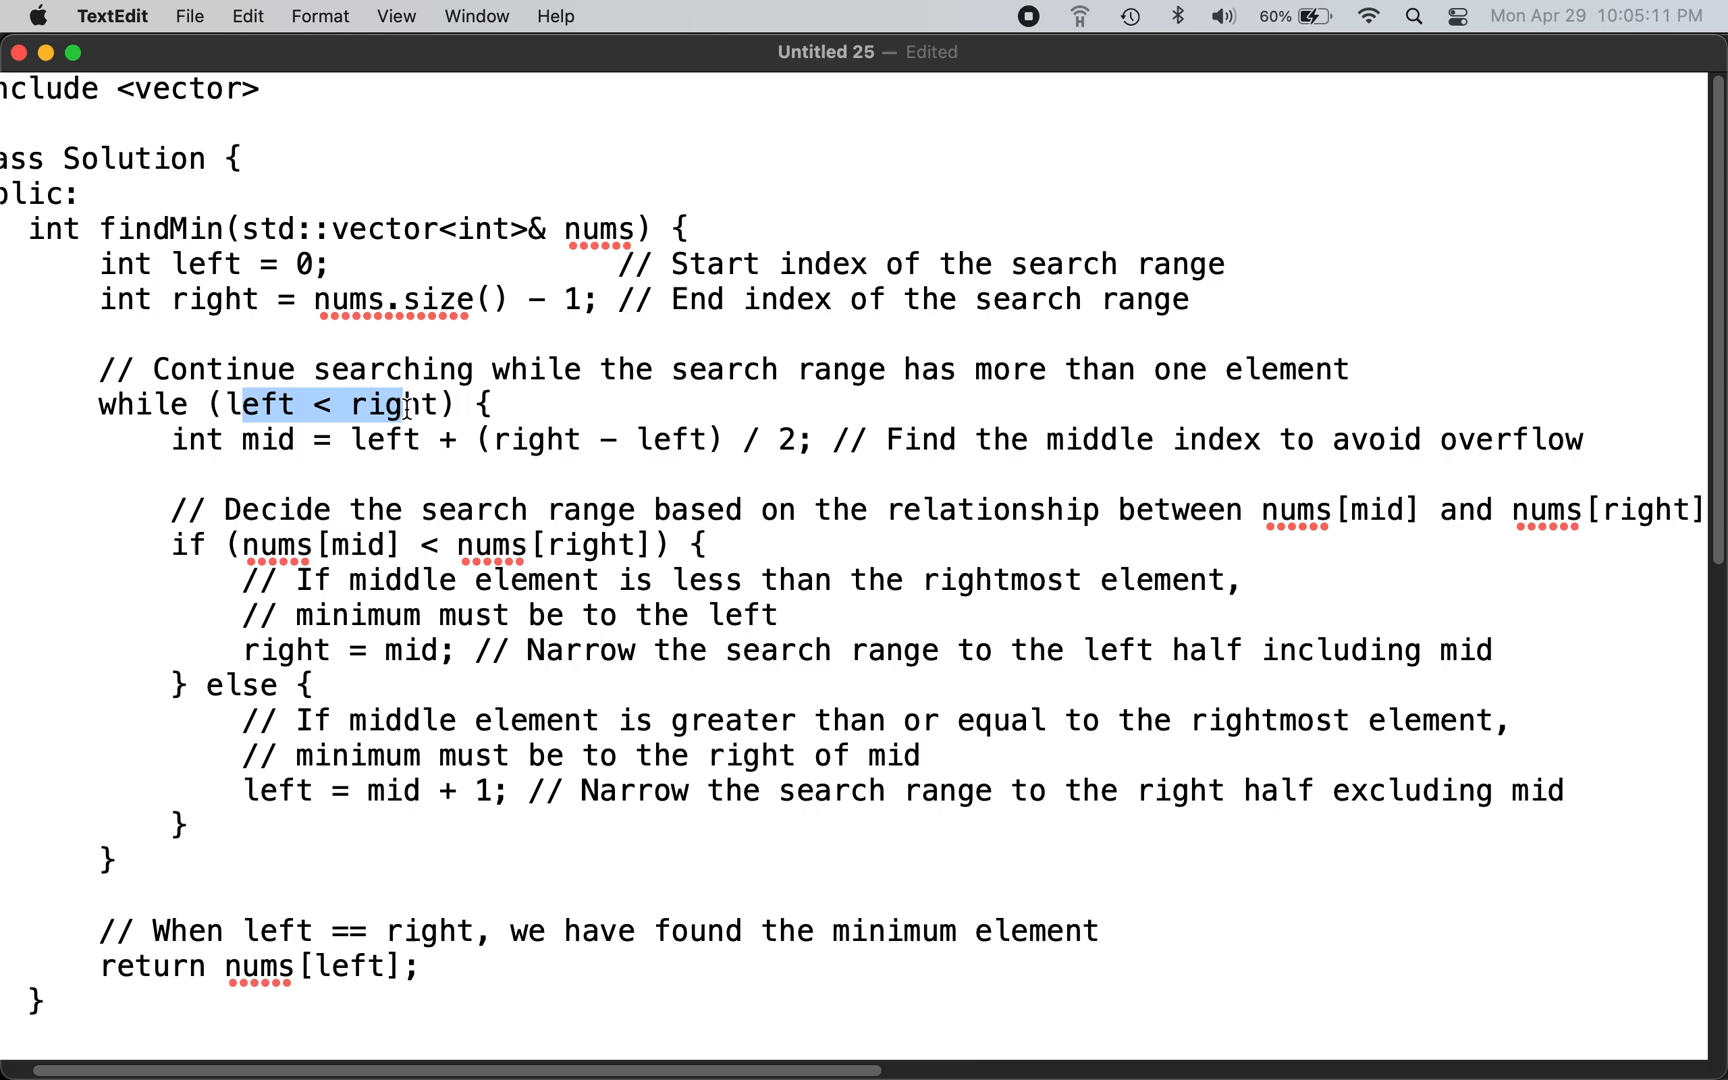 TextEdit File Edit Format View Window Help 60% Mon Apr 29 10:05:11 PM
Untitled 25 — Edited
nclude <vector>
ass Solution {
blic:
int findMin(std::vector<int>& nums) {
int left = 0; // Start index of the search range
int right = nums.size() - 1; // End index of the search range
// Continue searching while the search range has more than one element
while (left < right) {
int mid = left + (right - left) / 2; // Find the middle index to avoid overflow
// Decide the search range based on the relationship between nums[mid] and nums[right]
if (nums[mid] < nums[right]) {
// If middle element is less than the rightmost element,
// minimum must be to the left
right = mid; // Narrow the search range to the left half including mid
} else {
// If middle element is greater than or equal to the rightmost element,
// minimum must be to the right of mid
left = mid + 1; // Narrow the search range to the right half excluding mid
}
}
// When left == right, we have found the minimum element
return nums[left];
}